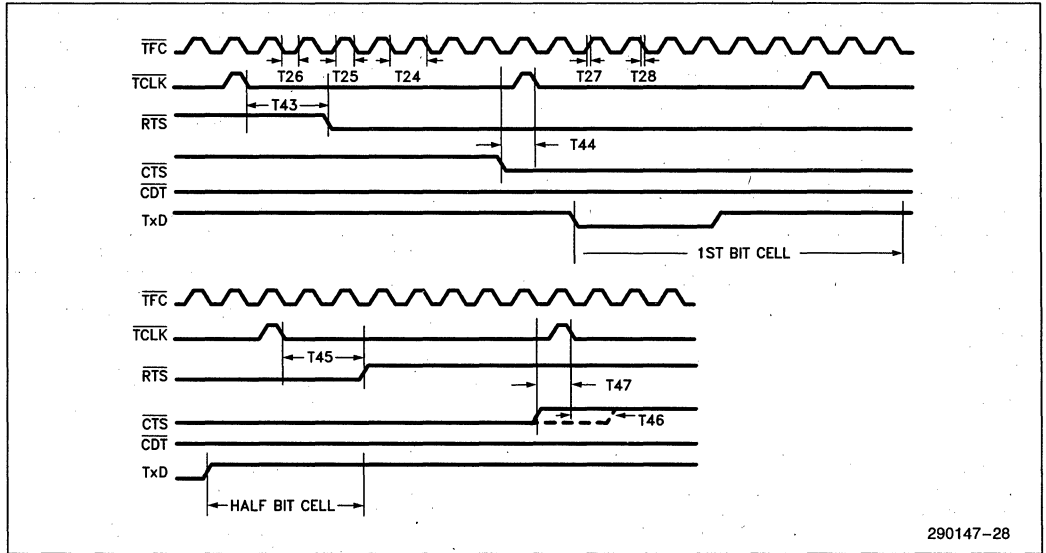 TFC
T26 T25 T24 T27 T28
TCLK
T43
RTS
T44
CTS
CDT
TxD
1ST BIT CELL
TFC
TCLK
T45
RTS
T47
CTS
T46
CDT
TxD
HALF BIT CELL
290147-28